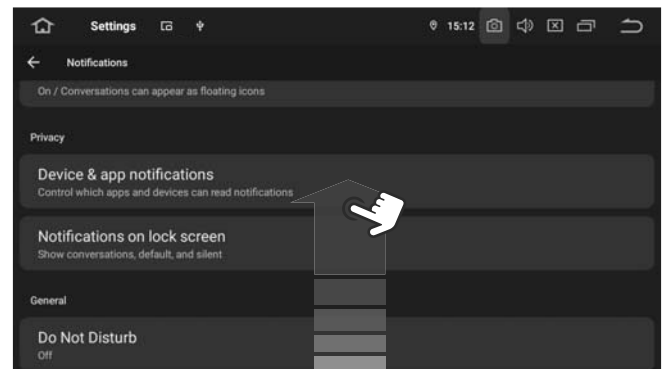 Settings
15:12
Notifications
On / Conversations can appear as floating icons
Privacy
Device & app notifications
Control which apps and devices can read notifications
Notifications on lock screen
Show conversations, default, and silent
General
Do Not Disturb
Off